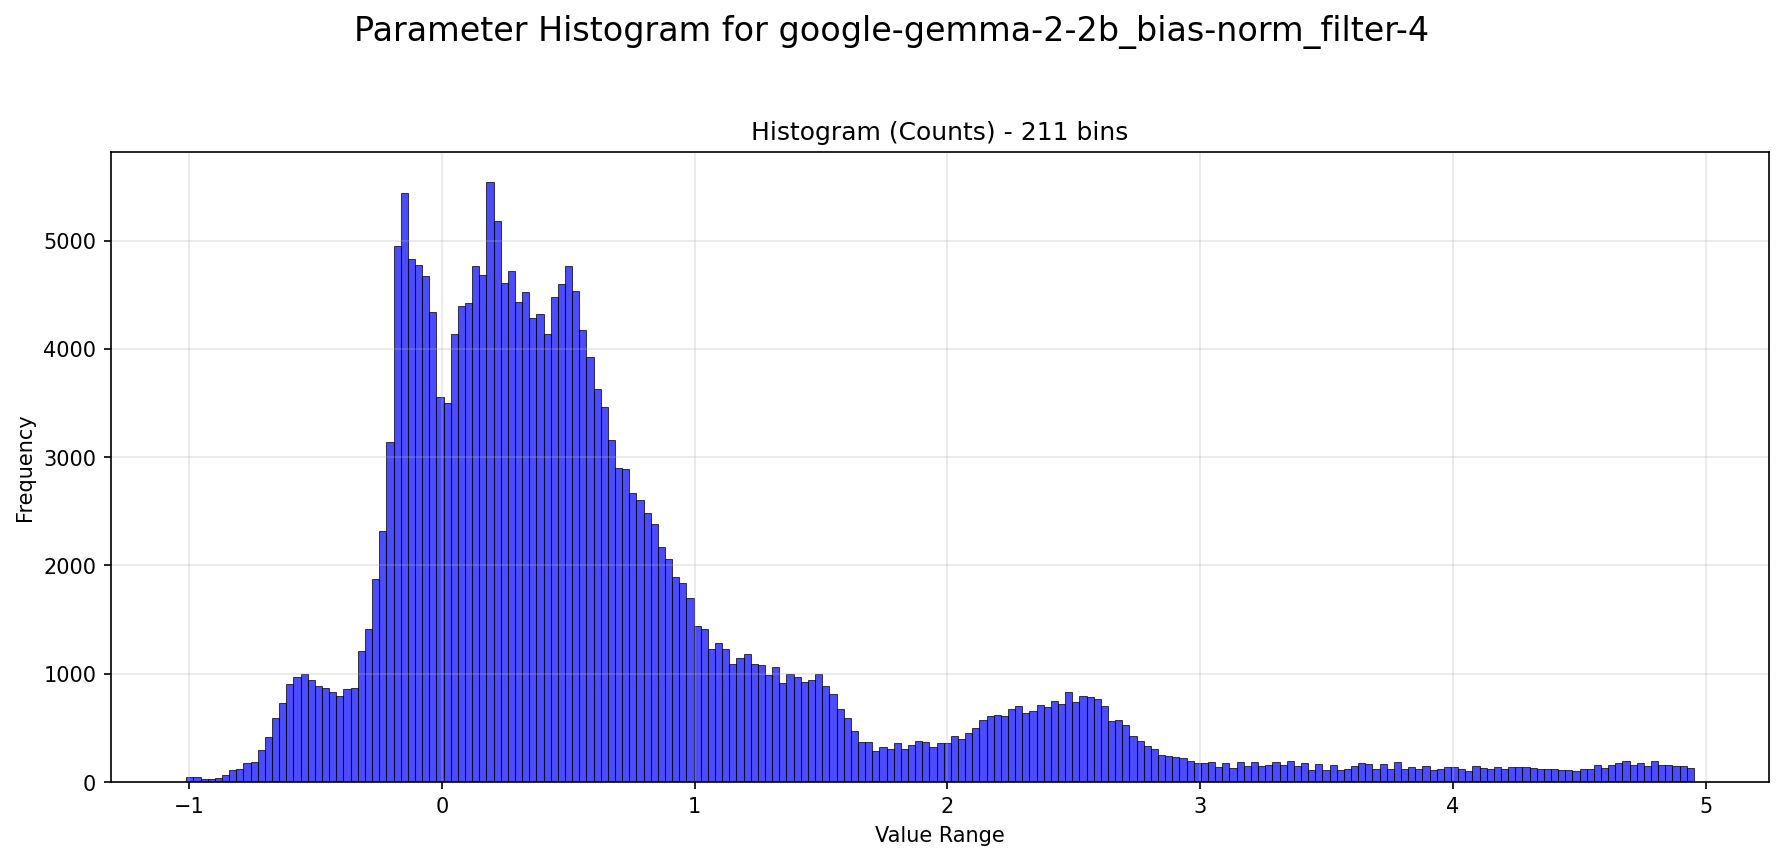 Parameter Histogram for google-gemma-2-2b_bias-norm_filter-4
Histogram (Counts) - 211 bins
Frequency
5000
4000
3000
2000
1000
0
−1 0 1 2 3 4 5
Value Range